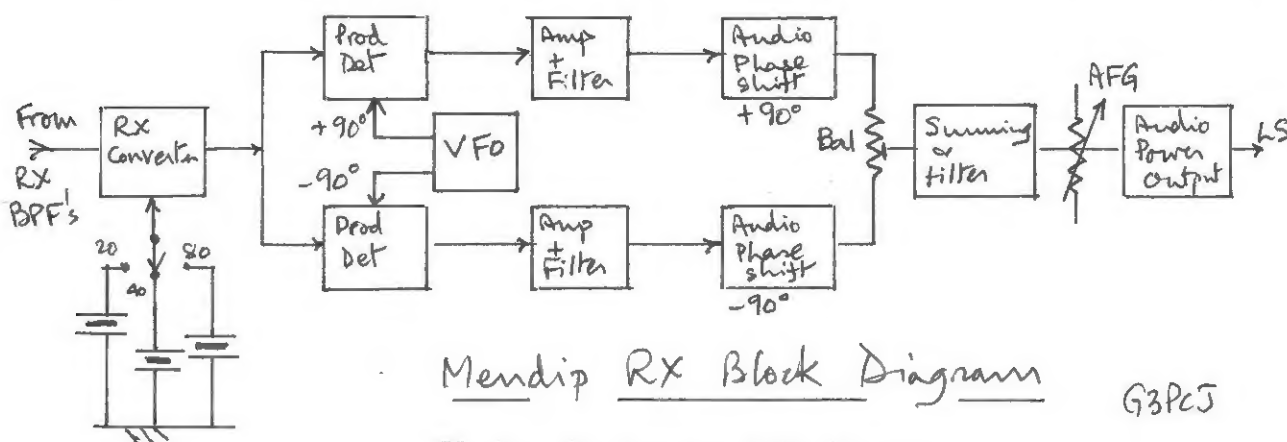 From
RX
BPF's
Rx
Converter
20
40
80
Prod
Det
+90°
-90°
VFO
Prod
Det
Amp
+
Filter
Amp
+
Filter
Audio
Phase
shift
+90°
Audio
Phase
shift
-90°
Bal
Summing
or
filter
AFG
Audio
Power
Output
LS
Mendip RX Block Diagram
G3PCJ